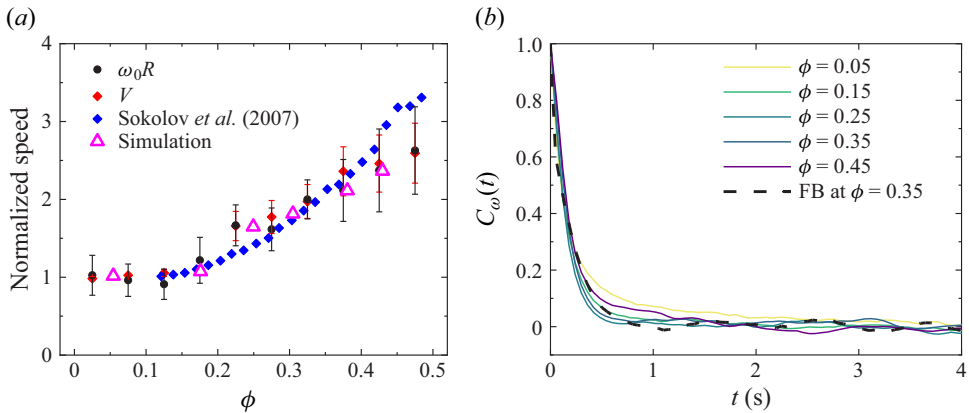 (a)
4
3
2
1
0
0
0.1
0.2
0.3
0.4
0.5
Normalized speed
ϕ
ω₀R
V
Sokolov et al. (2007)
Simulation
(b)
1.0
0.8
0.6
0.4
0.2
0
0
1
2
3
4
Cω(t)
t (s)
ϕ = 0.05
ϕ = 0.15
ϕ = 0.25
ϕ = 0.35
ϕ = 0.45
FB at ϕ = 0.35